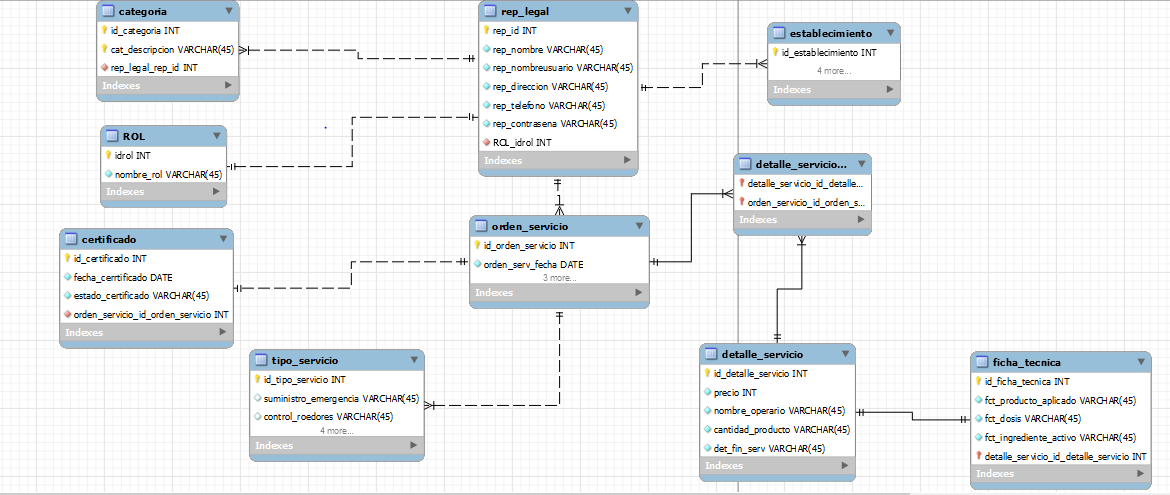 categoria
id_categoria INT
cat_descripcion VARCHAR(45)
rep_legal_rep_id INT
Indexes
rep_legal
rep_id INT
rep_nombre VARCHAR(45)
rep_nombreusuario VARCHAR(45)
rep_direccion VARCHAR(45)
rep_telefono VARCHAR(45)
rep_contrasena VARCHAR(45)
ROL_idrol INT
Indexes
establecimiento
id_establecimiento INT
4 more...
Indexes
ROL
idrol INT
nombre_rol VARCHAR(45)
Indexes
detalle_servicio...
detalle_servicio_id_detalle...
orden_servicio_id_orden_s...
Indexes
orden_servicio
id_orden_servicio INT
orden_serv_fecha DATE
3 more...
Indexes
certificado
id_certificado INT
fecha_cerrtificado DATE
estado_certificado VARCHAR(45)
orden_servicio_id_orden_servicio INT
Indexes
tipo_servicio
id_tipo_servicio INT
suministro_emergencia VARCHAR(45)
control_roedores VARCHAR(45)
4 more...
Indexes
detalle_servicio
id_detalle_servicio INT
precio INT
nombre_operario VARCHAR(45)
cantidad_producto VARCHAR(45)
det_fin_serv VARCHAR(45)
Indexes
ficha_tecnica
id_ficha_tecnica INT
fct_producto_aplicado VARCHAR(45)
fct_dosis VARCHAR(45)
fct_ingrediente_activo VARCHAR(45)
detalle_servicio_id_detalle_servicio INT
Indexes